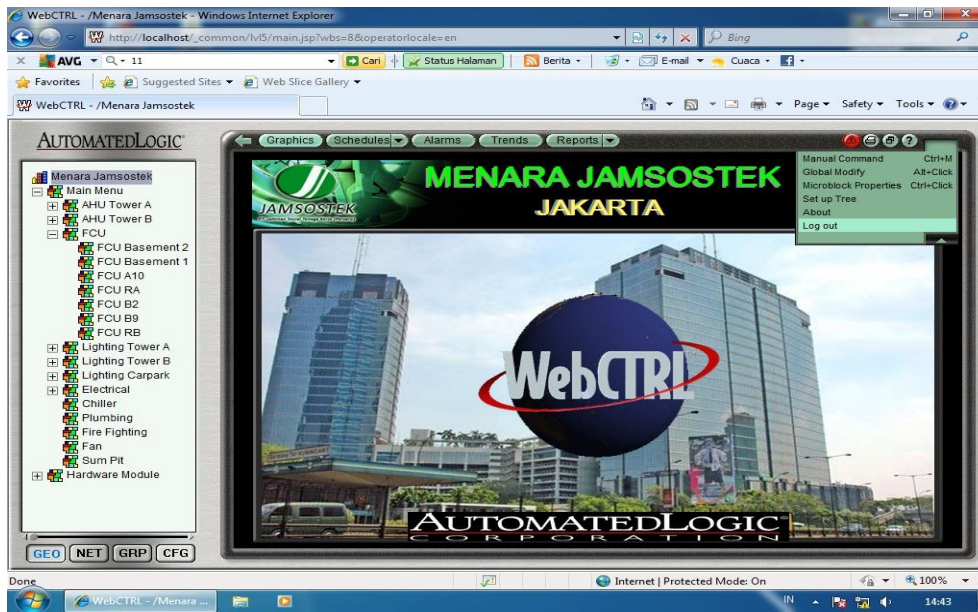 WebCTRL - /Menara Jamsostek - Windows Internet Explorer
http://localhost/_common/lvl5/main.jsp?wbs=8&operatorlocale=en
Bing
AVG
11
Cari
Status Halaman
Berita
E-mail
Cuaca
Favorites
Suggested Sites
Web Slice Gallery
WebCTRL - /Menara Jamsostek
Page
Safety
Tools
AUTOMATEDLOGIC
Graphics
Schedules
Alarms
Trends
Reports
Manual Command Ctrl+M
Global Modify Alt+Click
Microblock Properties Ctrl+Click
Set up Tree
About
Log out
Menara Jamsostek
Main Menu
AHU Tower A
AHU Tower B
FCU
FCU Basement 2
FCU Basement 1
FCU A10
FCU RA
FCU B2
FCU B9
FCU RB
Lighting Tower A
Lighting Tower B
Lighting Carpark
Electrical
Chiller
Plumbing
Fire Fighting
Fan
Sum Pit
Hardware Module
GEO
NET
GRP
CFG
JAMSOSTEK
MENARA JAMSOSTEK
JAKARTA
WebCTRL
AUTOMATEDLOGIC
CORPORATION
Done
Internet | Protected Mode: On
100%
WebCTRL - /Menara ...
IN
14:43